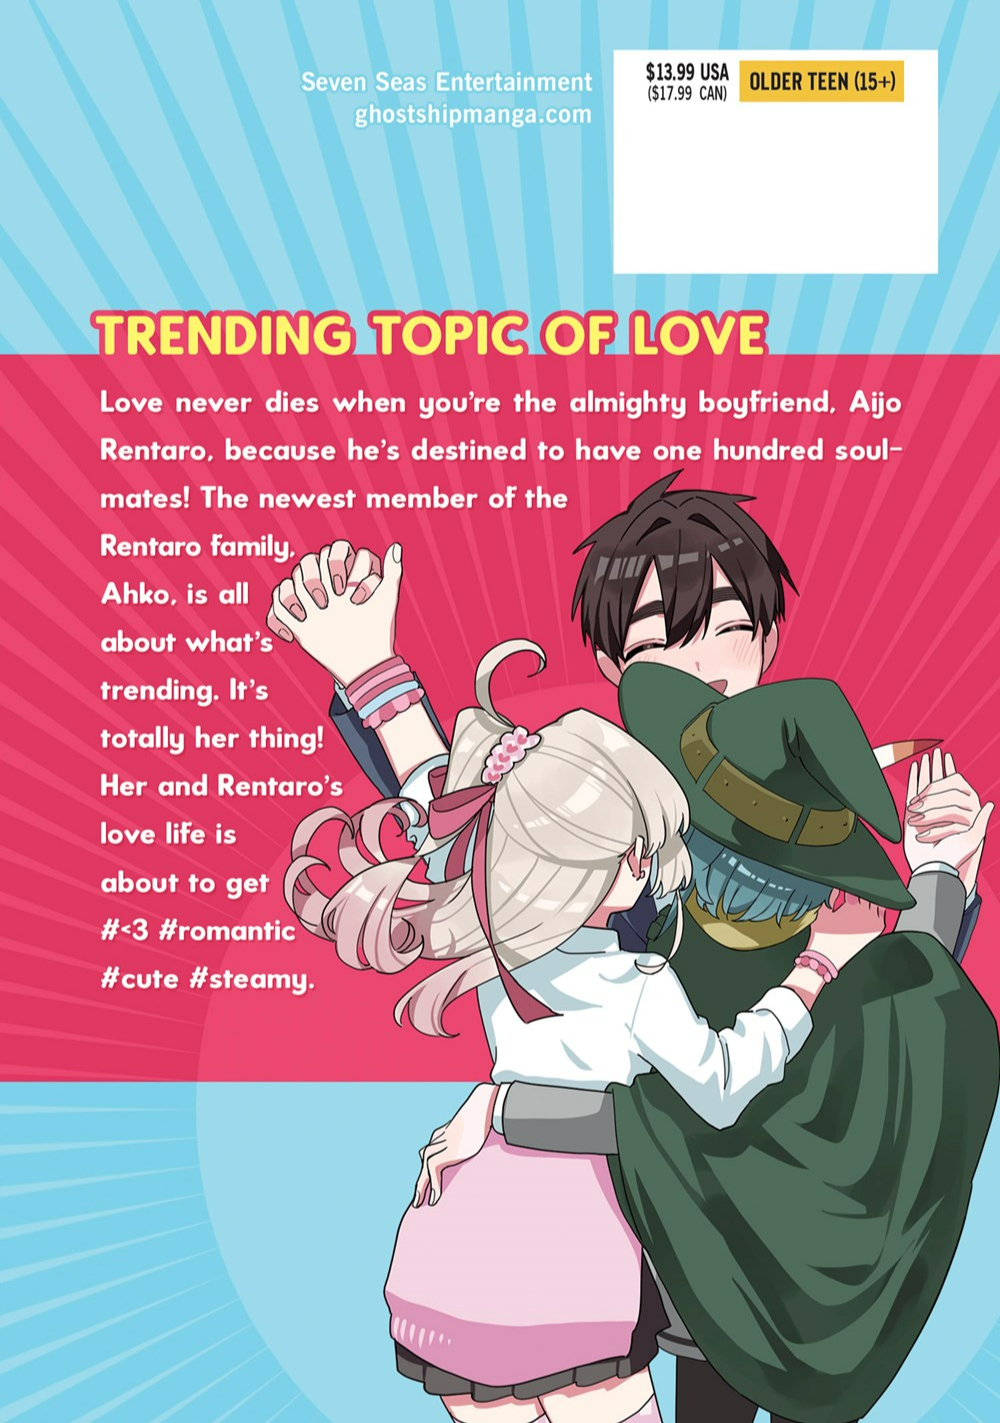 Seven Seas Entertainment
ghostshipmanga.com
$13.99 USA
($17.99 CAN)
OLDER TEEN (15+)
TRENDING TOPIC OF LOVE
Love never dies when you're the almighty boyfriend, Aijo
Rentaro, because he's destined to have one hundred soul-
mates! The newest member of the
Rentaro family,
Ahko, is all
about what's
trending. It's
totally her thing!
Her and Rentaro's
love life is
about to get
#<3 #romantic
#cute #steamy.